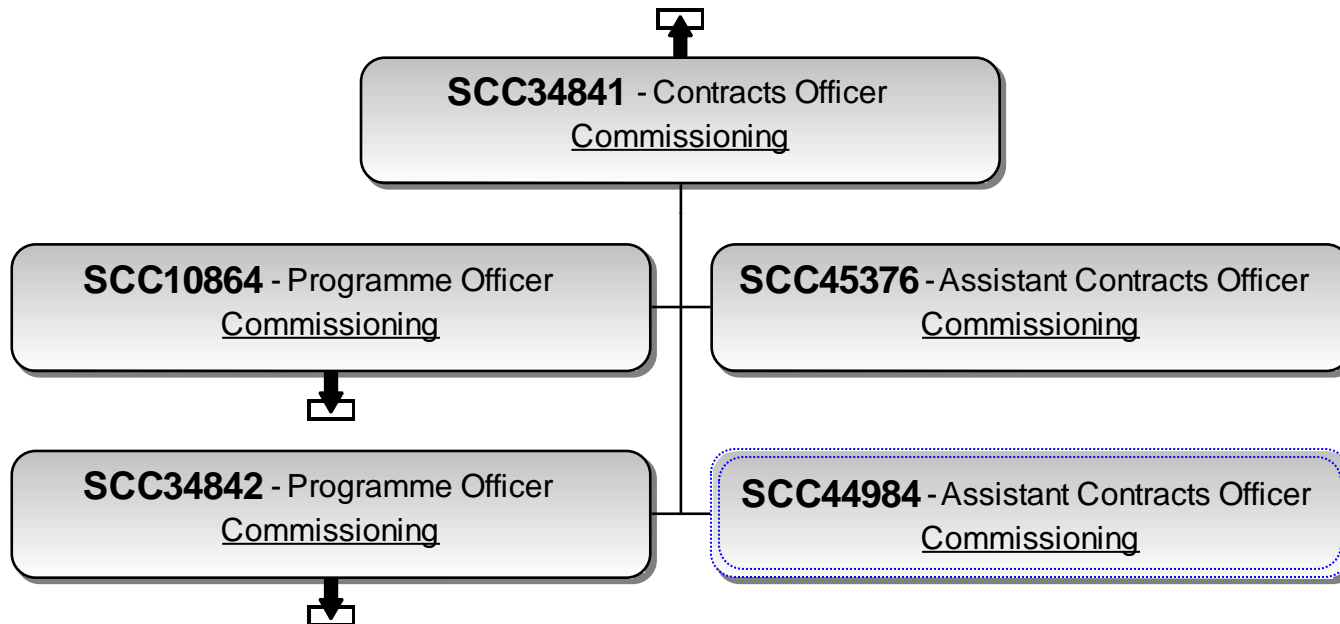 SCC34841 - Contracts Officer
Commissioning
SCC10864 - Programme Officer
Commissioning
SCC45376 - Assistant Contracts Officer
Commissioning
SCC34842 - Programme Officer
Commissioning
SCC44984 - Assistant Contracts Officer
Commissioning